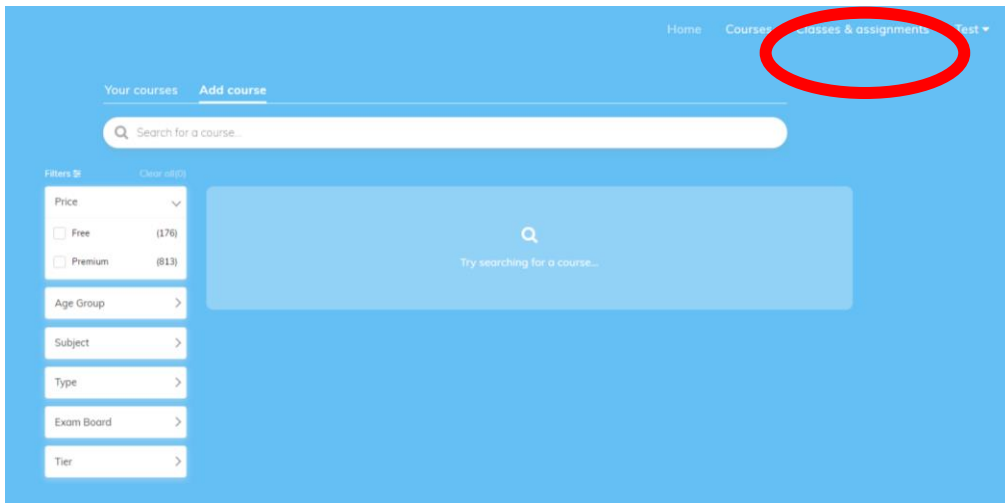 Home Courses Classes & assignments Test
Your courses Add course
Search for a course...
Filters Clear all(0)
Price
Free (176)
Premium (813)
Try searching for a course...
Age Group
Subject
Type
Exam Board
Tier